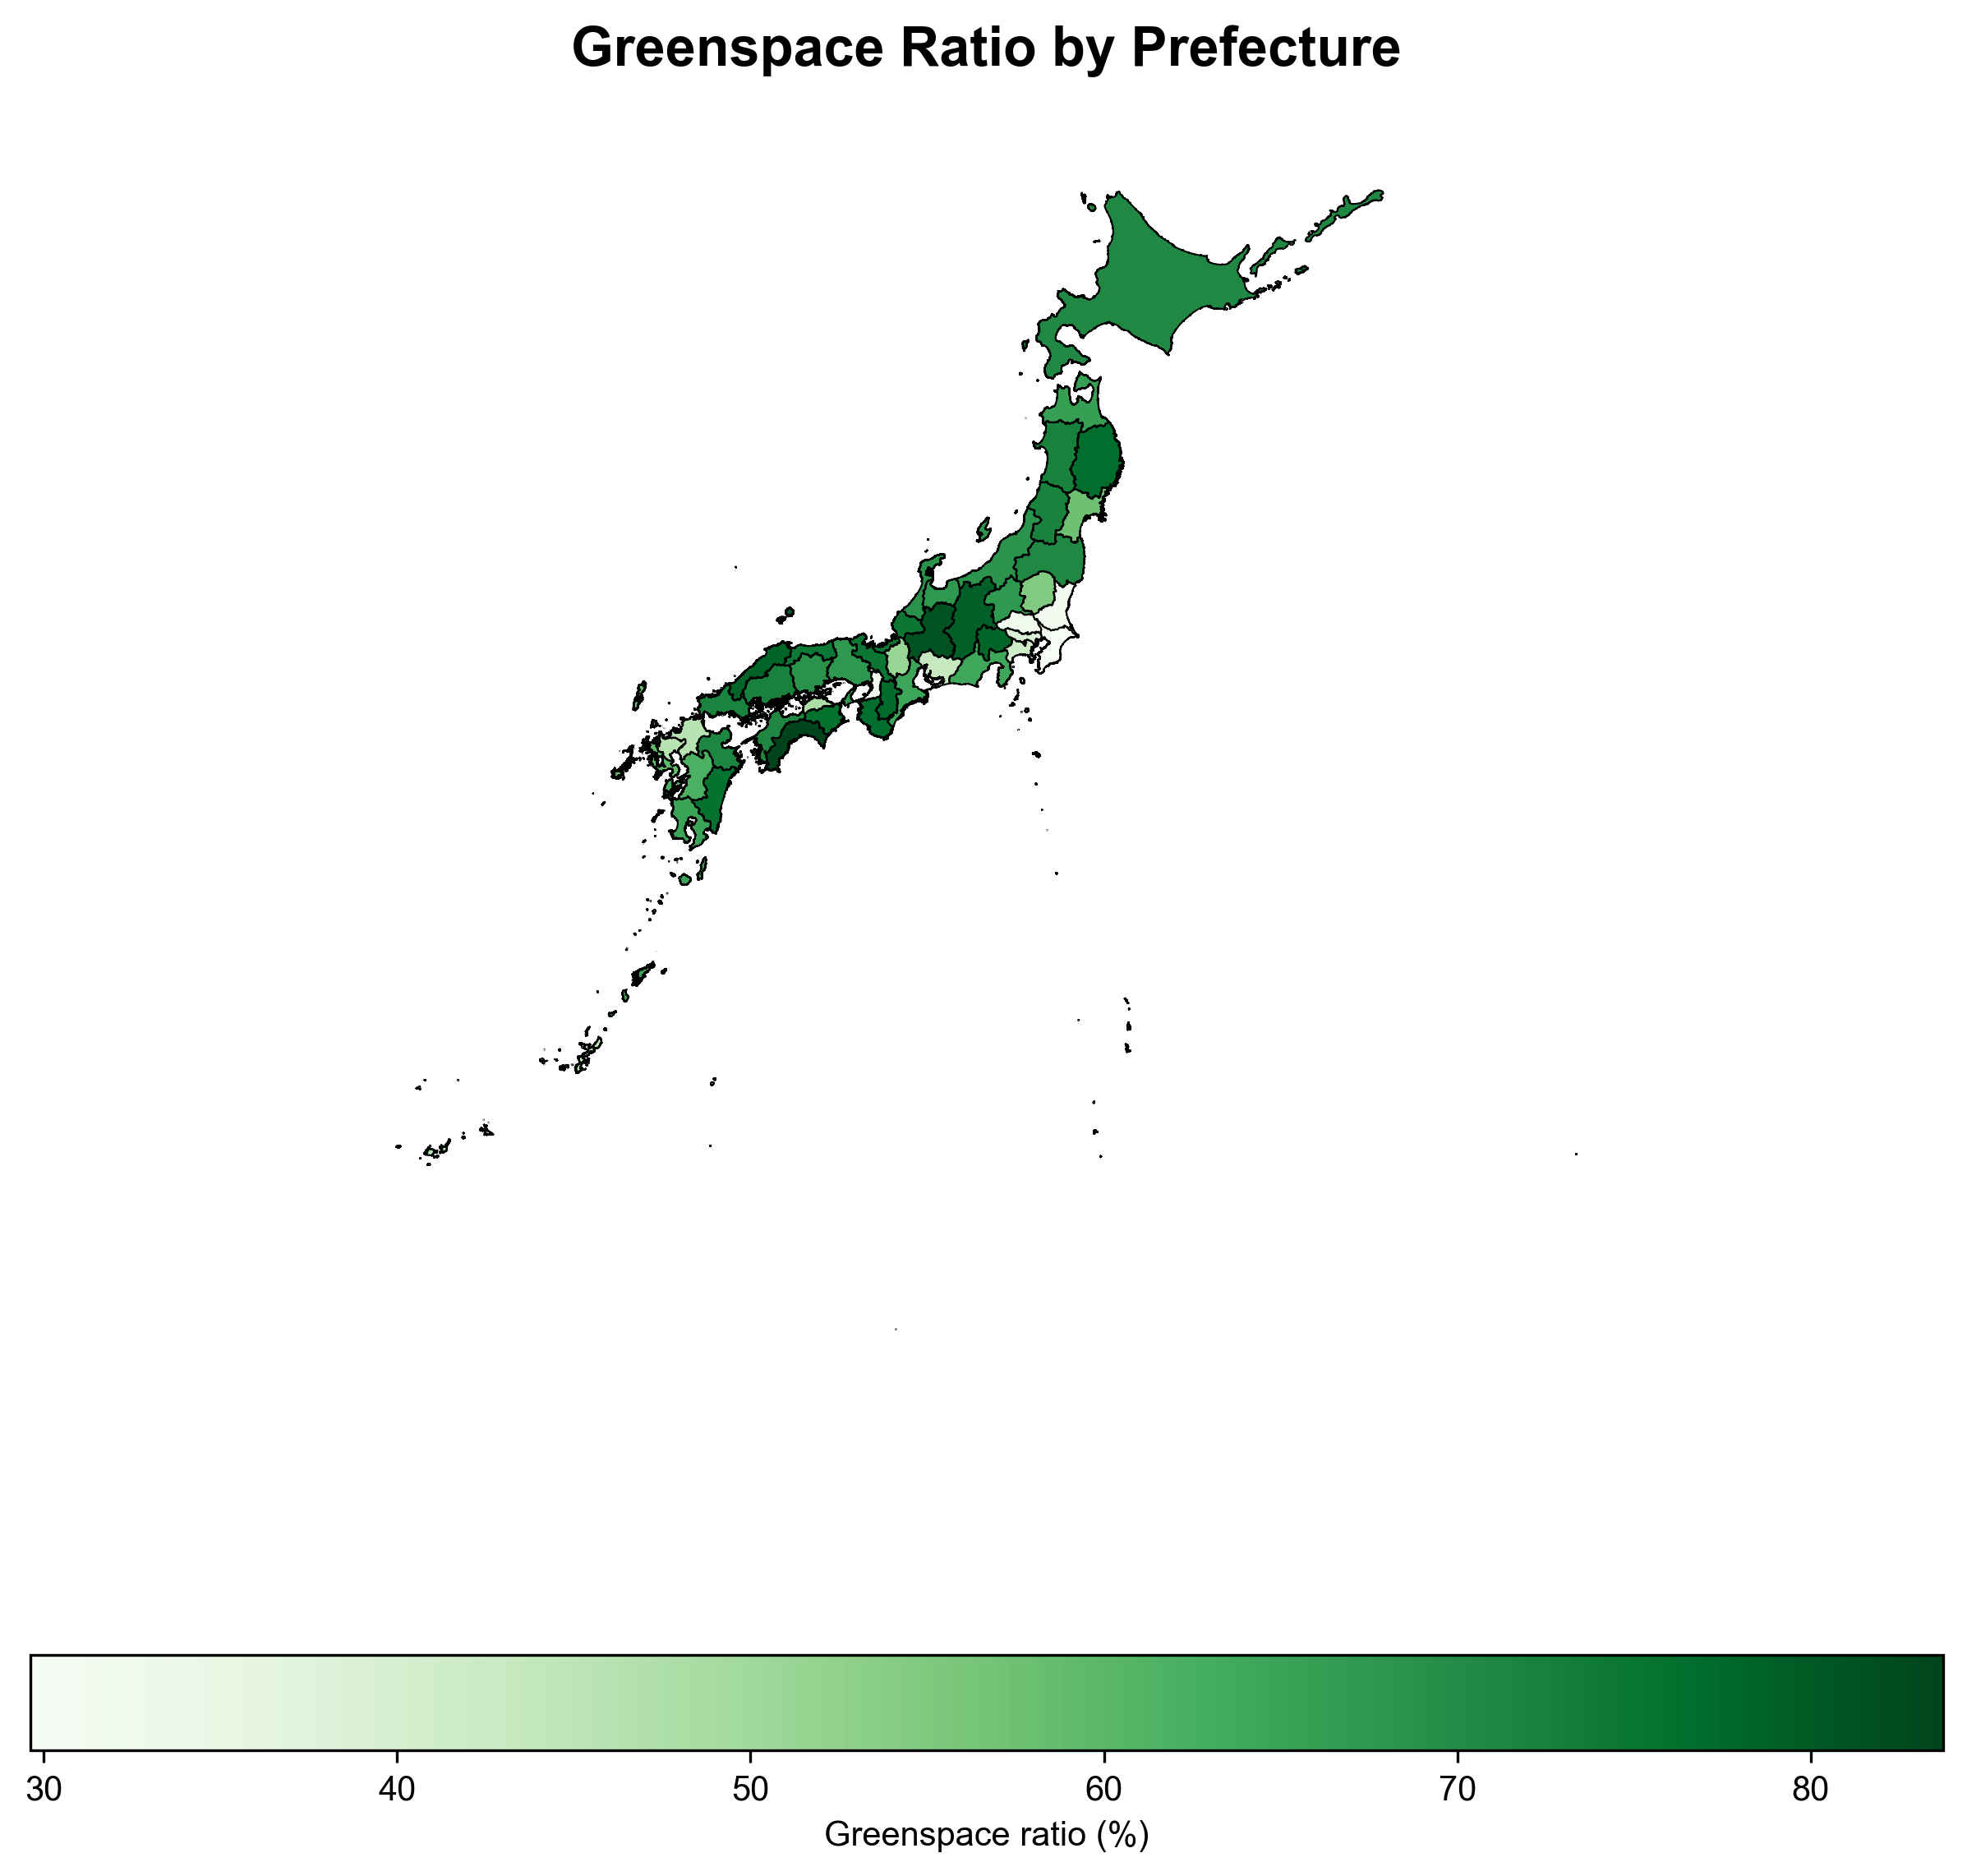 Greenspace Ratio by Prefecture
30 40 50 60 70 80
Greenspace ratio (%)